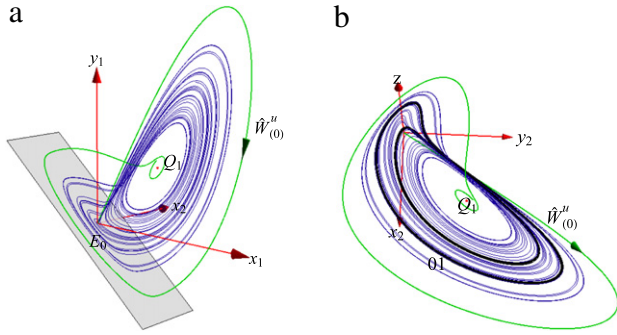 a
y₁
Ŵᵘ₍₀₎
Q₁
x₂
E₀
x₁
b
z
y₂
Q₁
Ŵᵘ₍₀₎
x₂
01